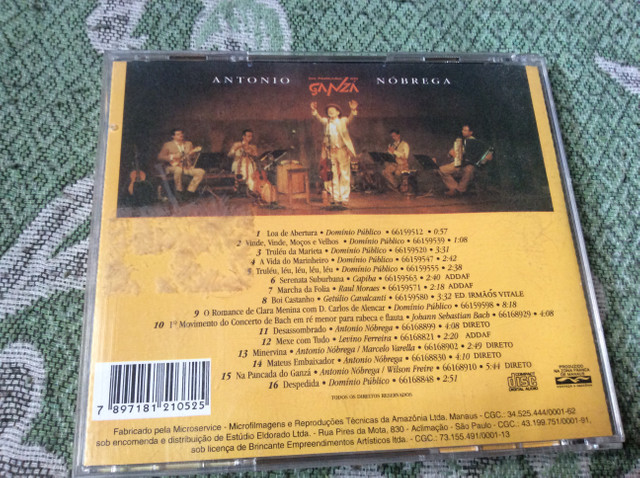 ANTONIO NÓBREGA
NA PANCADA DO GANZÁ
1 Loa de Abertura • Domínio Público • 66159512 • 0:57
2 Vinde, Vinde, Moços e Velhos • Domínio Público • 66159539 • 1:08
3 Truléu da Marieta • Domínio Público • 66159520 • 3:31
4 A Vida do Marinheiro • Domínio Público • 66159547 • 2:42
5 Truléu, léu, léu, léu, léu • Domínio Público • 66159555 • 2:38
6 Serenata Suburbana • Capiba • 66159563 • 2:40 ADDAF
7 Marcha da Folia • Raul Moraes • 66159571 • 2:18 ADDAF
8 Boi Castanho • Getúlio Cavalcanti • 66159580 • 3:32 ED. IRMÃOS VITALE
9 O Romance de Clara Menina com D. Carlos de Alencar • Domínio Público • 66159598 • 8:18
10 1º Movimento do Concerto de Bach em ré menor para rabeca e flauta • Johann Sebastian Bach • 66168929 • 4:08
11 Desassombrado • Antonio Nóbrega • 66168899 • 4:08 DIRETO
12 Mexe com Tudo • Levino Ferreira • 66168821 • 2:20 ADDAF
13 Minervina • Antonio Nóbrega / Marcelo Varella • 66168902 • 2:49 DIRETO
14 Mateus Embaixador • Antonio Nóbrega • 66168830 • 4:10 DIRETO
15 Na Pancada do Ganzá • Antonio Nóbrega / Wilson Freire • 66168910 • 5:44 DIRETO
16 Despedida • Domínio Público • 66168848 • 2:51
TODOS OS DIREITOS RESERVADOS
7 897181 210525
COMPACT disc DIGITAL AUDIO
PRODUZIDO NA ZONA FRANCA DE MANAUS
Fabricado pela Microservice - Microfilmagens e Reproduções Técnicas da Amazônia Ltda. Manaus - CGC.: 34.525.444/0001-62
sob encomenda e distribuição de Estúdio Eldorado Ltda. - Rua Pires da Mota, 830 - Aclimação - São Paulo - CGC.: 43.199.751/0001-91,
sob licença de Brincante Empreendimentos Artísticos ltda. - CGC.: 73.155.491/0001-13